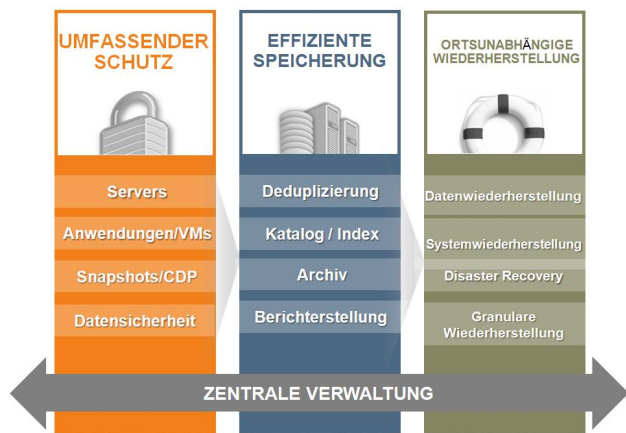 UMFASSENDER
SCHUTZ
Servers
Anwendungen/VMs
Snapshots/CDP
Datensicherheit
EFFIZIENTE
SPEICHERUNG
Deduplizierung
Katalog / Index
Archiv
Berichterstellung
ORTSUNABHÄNGIGE
WIEDERHERSTELLUNG
Datenwiederherstellung
Systemwiederherstellung
Disaster Recovery
Granulare
Wiederherstellung
ZENTRALE VERWALTUNG